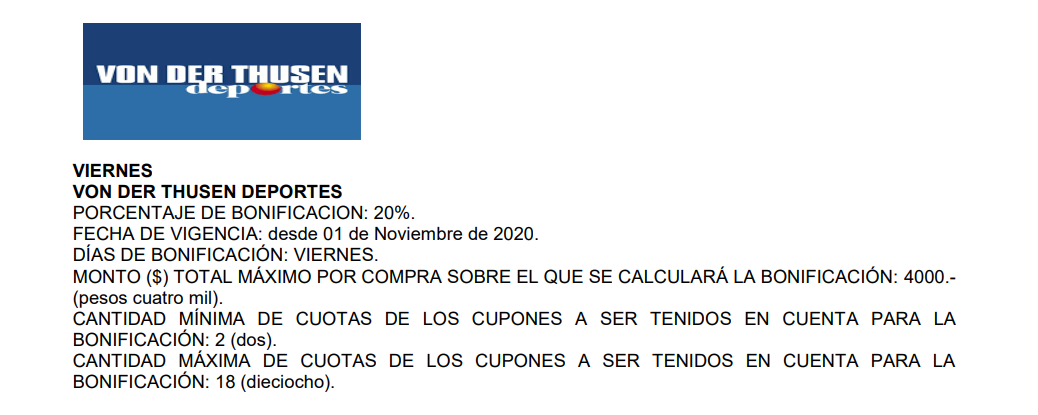 VON DER THUSEN
deportes
VIERNES
VON DER THUSEN DEPORTES
PORCENTAJE DE BONIFICACION: 20%.
FECHA DE VIGENCIA: desde 01 de Noviembre de 2020.
DÍAS DE BONIFICACIÓN: VIERNES.
MONTO ($) TOTAL MÁXIMO POR COMPRA SOBRE EL QUE SE CALCULARÁ LA BONIFICACIÓN: 4000.-
(pesos cuatro mil).
CANTIDAD MÍNIMA DE CUOTAS DE LOS CUPONES A SER TENIDOS EN CUENTA PARA LA
BONIFICACIÓN: 2 (dos).
CANTIDAD MÁXIMA DE CUOTAS DE LOS CUPONES A SER TENIDOS EN CUENTA PARA LA
BONIFICACIÓN: 18 (dieciocho).